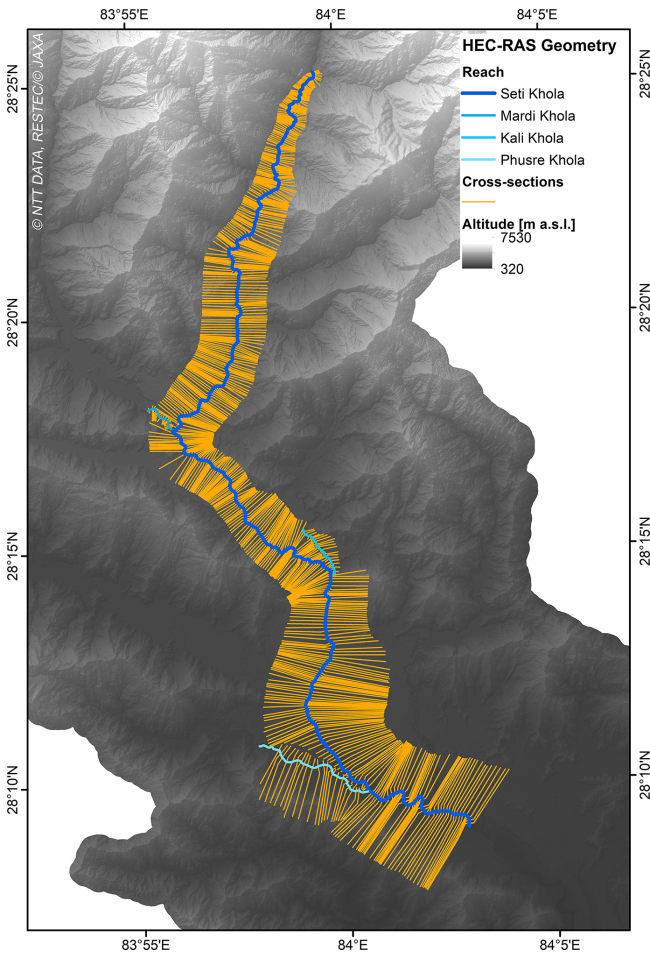 83°55'E 84°E 84°5'E
HEC-RAS Geometry
Reach
Seti Khola
Mardi Khola
Kali Khola
Phusre Khola
Cross-sections
Altitude [m a.s.l.]
7530
320
© NTT DATA, RESTEC/© JAXA
28°25'N 28°25'N
28°20'N 28°20'N
28°15'N 28°15'N
28°10'N 28°10'N
83°55'E 84°E 84°5'E